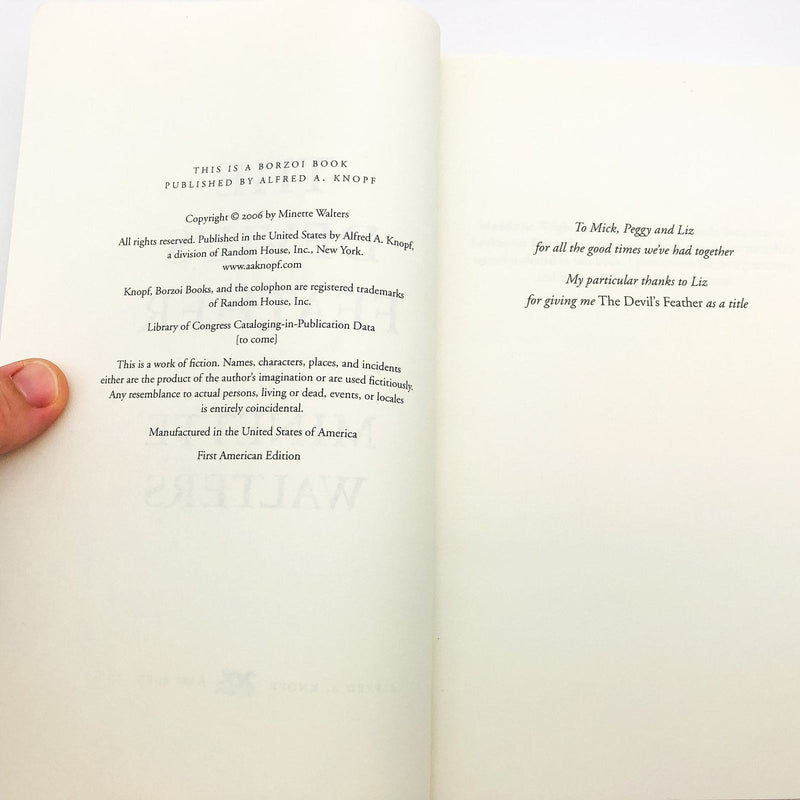 THIS IS A BORZOI BOOK
PUBLISHED BY ALFRED A. KNOPF
Copyright © 2006 by Minette Walters
All rights reserved. Published in the United States by Alfred A. Knopf,
a division of Random House, Inc., New York.
www.aaknopf.com
Knopf, Borzoi Books, and the colophon are registered trademarks
of Random House, Inc.
Library of Congress Cataloging-in-Publication Data
[to come]
This is a work of fiction. Names, characters, places, and incidents
either are the product of the author's imagination or are used fictitiously.
Any resemblance to actual persons, living or dead, events, or locales
is entirely coincidental.
Manufactured in the United States of America
First American Edition
To Mick, Peggy and Liz
for all the good times we've had together
My particular thanks to Liz
for giving me The Devil's Feather as a title